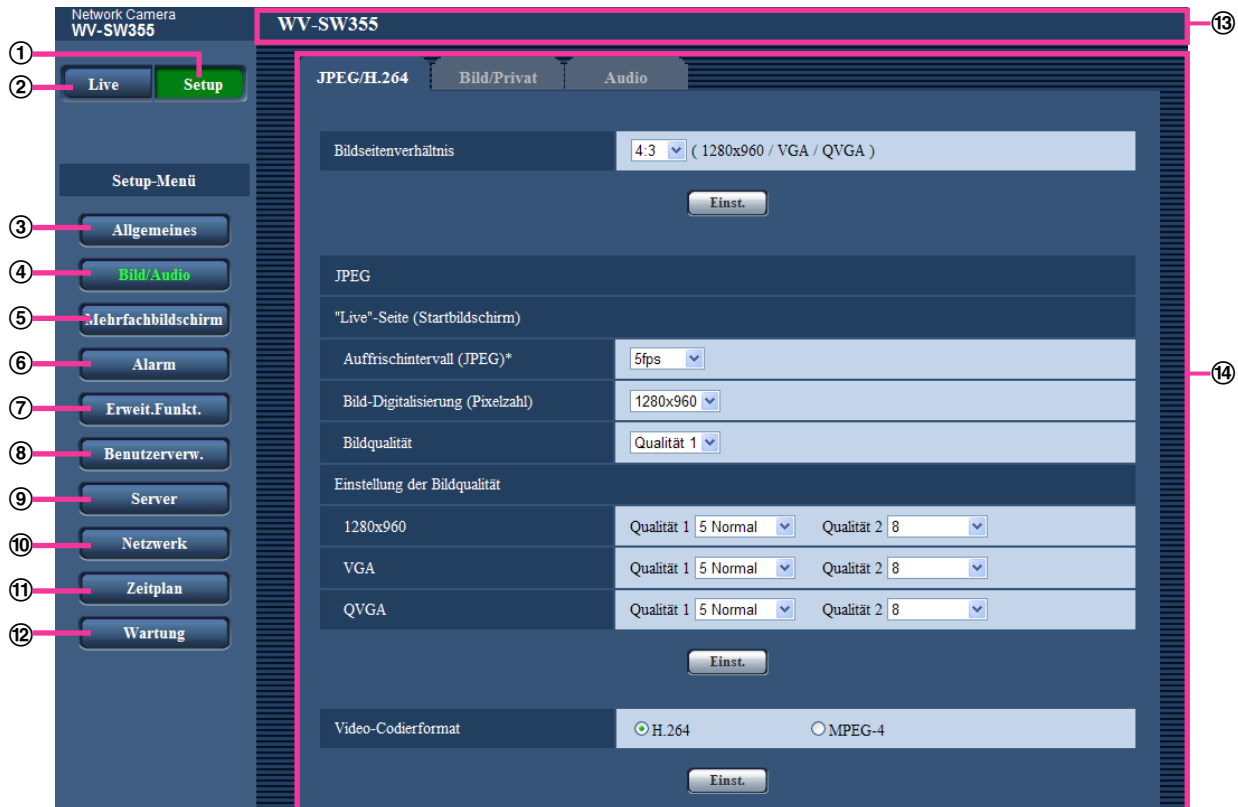 Network Camera
WV-SW355
WV-SW355
⑬
①
②
Live
Setup
Setup-Menü
③ Allgemeines
④ Bild/Audio
⑤ Mehrfachbildschirm
⑥ Alarm
⑦ Erweit.Funkt.
⑧ Benutzerverw.
⑨ Server
⑩ Netzwerk
⑪ Zeitplan
⑫ Wartung
⑭
JPEG/H.264 Bild/Privat Audio
Bildseitenverhältnis 4:3 ( 1280x960 / VGA / QVGA )
Einst.
JPEG
"Live"-Seite (Startbildschirm)
Auffrischintervall (JPEG)* 5fps
Bild-Digitalisierung (Pixelzahl) 1280x960
Bildqualität Qualität 1
Einstellung der Bildqualität
1280x960 Qualität 1 5 Normal Qualität 2 8
VGA Qualität 1 5 Normal Qualität 2 8
QVGA Qualität 1 5 Normal Qualität 2 8
Einst.
Video-Codierformat H.264 MPEG-4
Einst.